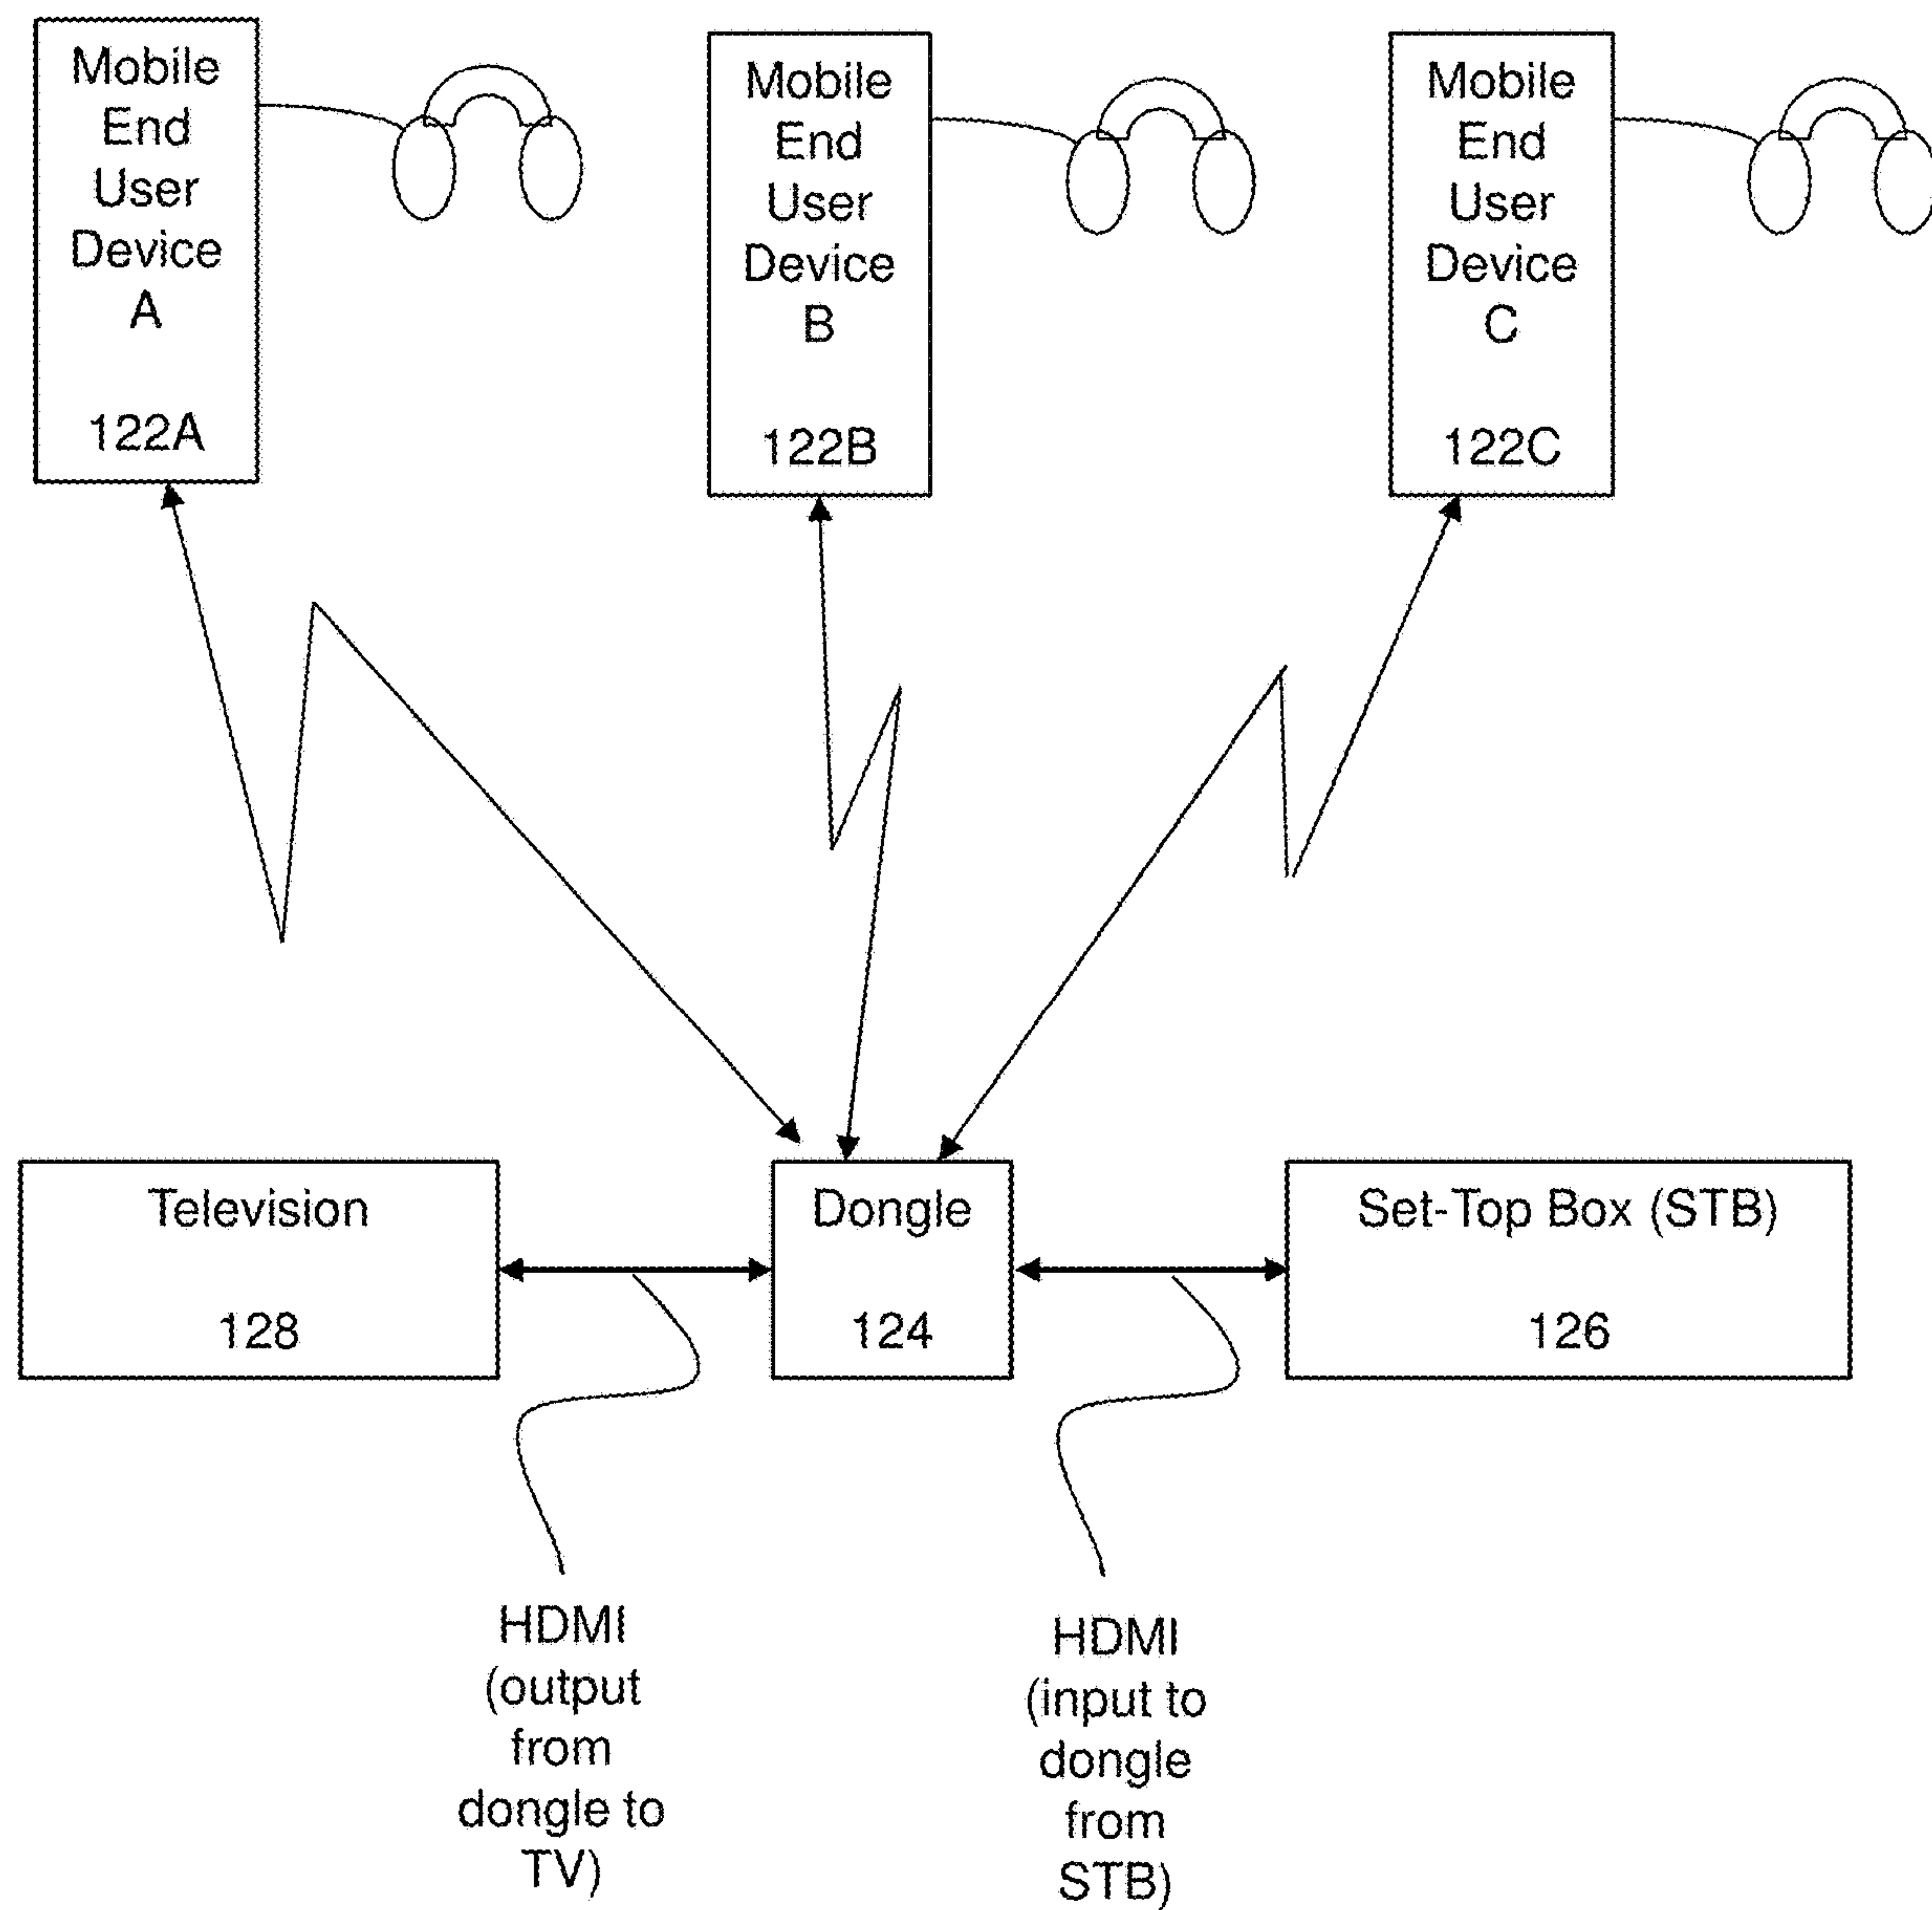 Mobile
End
User
Device
A
122A
Mobile
End
User
Device
B
122B
Mobile
End
User
Device
C
122C
Television
128
Dongle
124
Set-Top Box (STB)
126
HDMI
(output
from
dongle to
TV)
HDMI
(input to
dongle
from
STB)